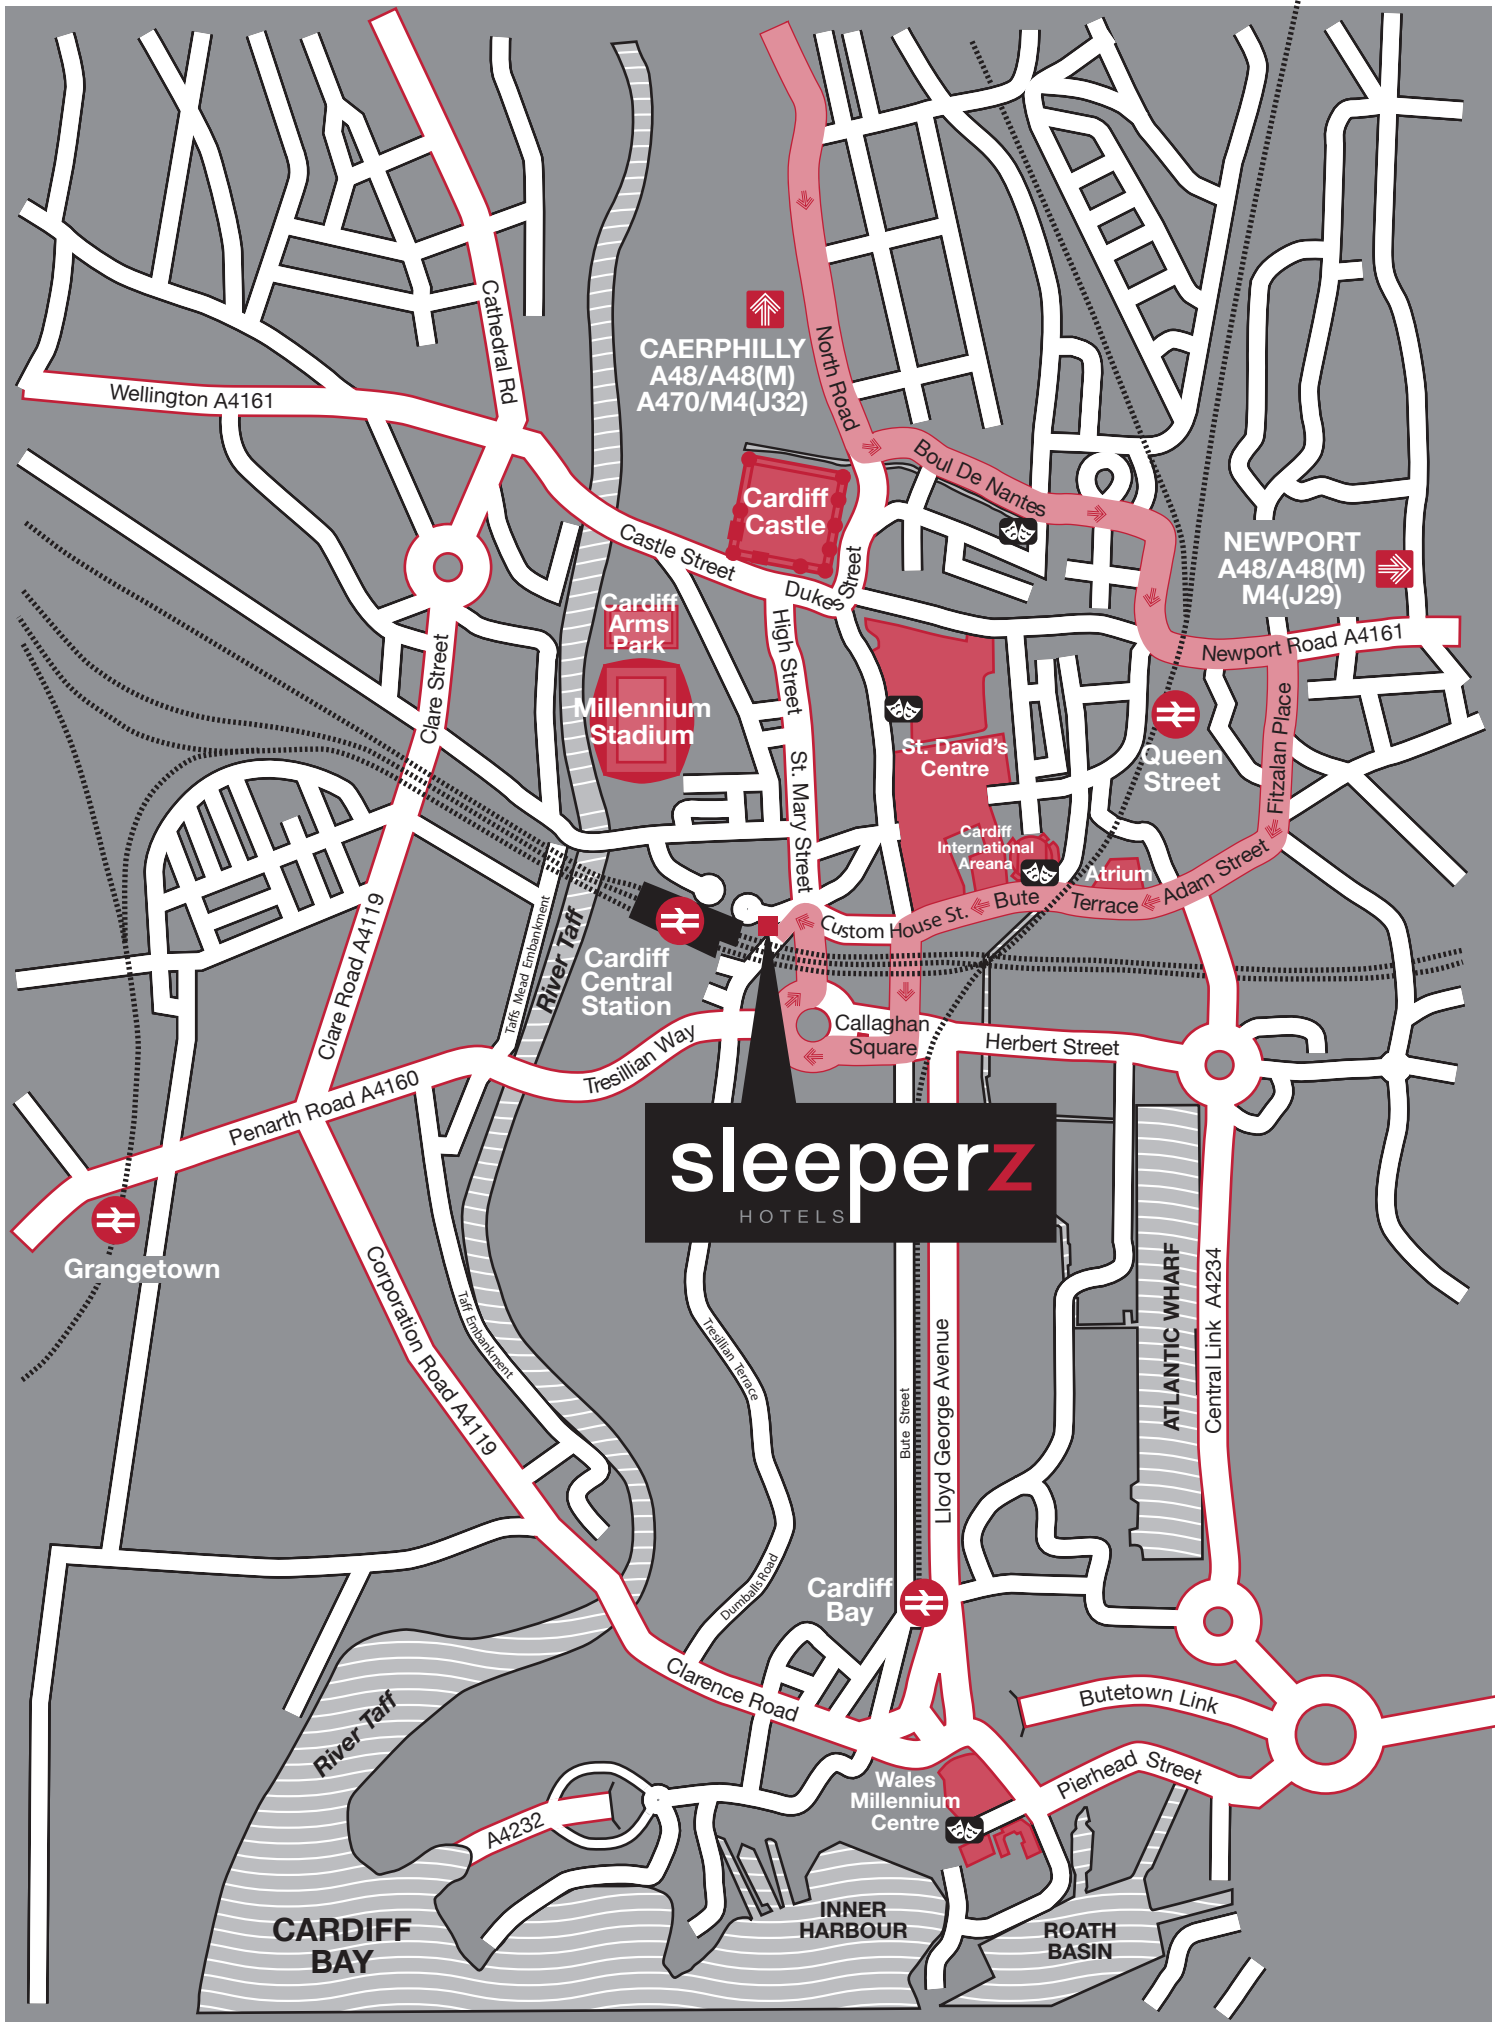 Cathedral Rd
CAERPHILLY
A48/A48(M)
A470/M4(J32)
North Road
Wellington A4161
Boul De Nantes
Cardiff
Castle
Castle Street
Dukes Street
NEWPORT
A48/A48(M)
M4(J29)
Newport Road A4161
Cardiff
Arms
Park
High Street
Clare Street
Millennium
Stadium
St. David's
Centre
Queen
Street
Fitzalan Place
St. Mary Street
Cardiff
International
Areana
Atrium
Adam Street
Bute
Terrace
Custom House St.
Clare Road A4119
Taffs Mead Embankment
River Taff
Cardiff
Central
Station
Callaghan
Square
Herbert Street
Tresillian Way
Penarth Road A4160
sleeperz
HOTELS
Grangetown
Corporation Road A4119
Taff Embankment
Tresillian Terrace
Bute Street
Lloyd George Avenue
ATLANTIC WHARF
Central Link A4234
Dumballs Road
Cardiff
Bay
Clarence Road
River Taff
Butetown Link
Pierhead Street
Wales
Millennium
Centre
A4232
INNER
HARBOUR
ROATH
BASIN
CARDIFF
BAY